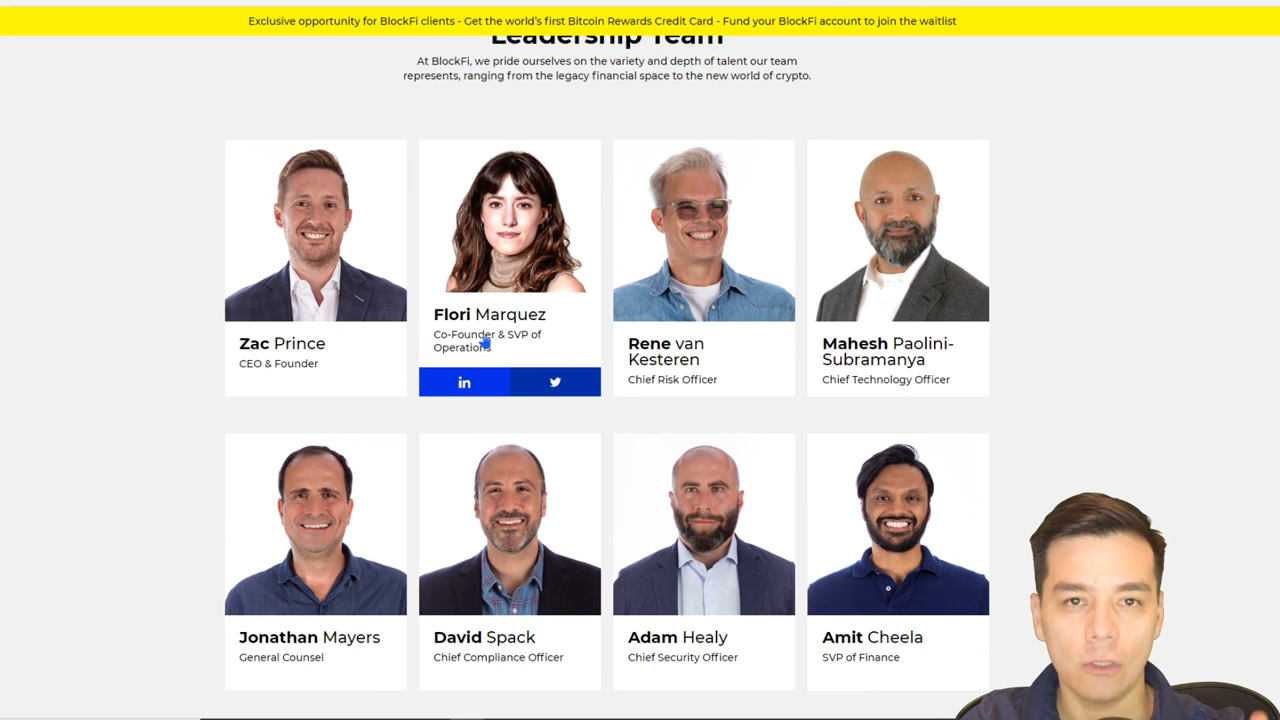 Exclusive opportunity for BlockFi clients - Get the world's first Bitcoin Rewards Credit Card - Fund your BlockFi account to join the waitlist
Leadership Team
At BlockFi, we pride ourselves on the variety and depth of talent our team
represents, ranging from the legacy financial space to the new world of crypto.
Zac Prince
CEO & Founder
Flori Marquez
Co-Founder & SVP of
Operations
in
Rene van
Kesteren
Chief Risk Officer
Mahesh Paolini-
Subramanya
Chief Technology Officer
Jonathan Mayers
General Counsel
David Spack
Chief Compliance Officer
Adam Healy
Chief Security Officer
Amit Cheela
SVP of Finance